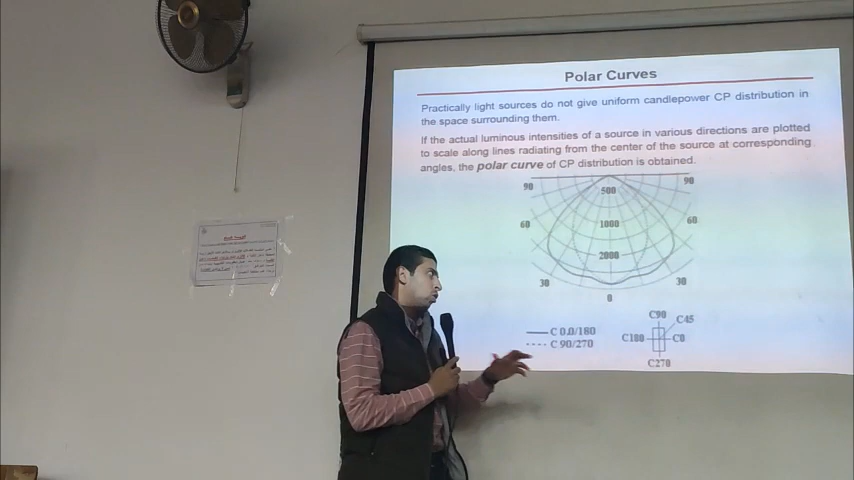 Polar Curves
Practically light sources do not give uniform candlepower CP distribution in
the space surrounding them.
If the actual luminous intensities of a source in various directions are plotted
to scale along lines radiating from the center of the source at corresponding
angles, the polar curve of CP distribution is obtained.
90
90
500
60
1000
60
2000
30
30
0
C 0.0/180
C 90/270
C90
C45
C180
C0
C270